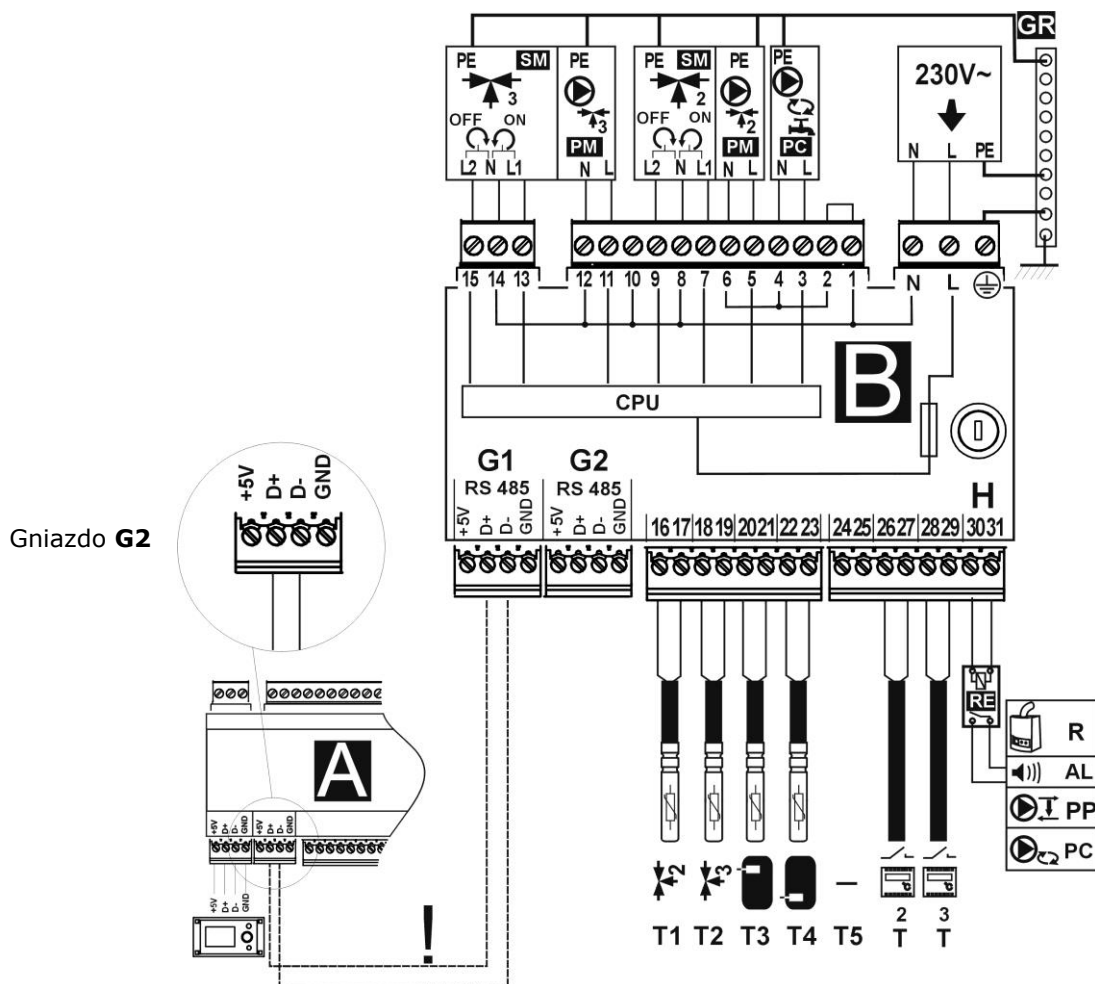 GR
PE SM PE PE SM PE PE 230V~
3 3 2 2
OFF ON OFF ON
PM PM PC
L2 N L1 N L L2 N L1 N L N L N L PE
15 14 13 12 11 10 9 8 7 6 5 4 3 2 1 N L
B
CPU
G1 G2 H
RS 485 RS 485
+5V D+ D- GND +5V D+ D- GND
16 17 18 19 20 21 22 23 24 25 26 27 28 29 30 31
+5V D+ D- GND
Gniazdo G2
A
+5V D+ D- GND +5V D+ D- GND
+5V D+ D- GND
!
RE
R
AL
PP
PC
2 3 – 2 3
T1 T2 T3 T4 T5 T T